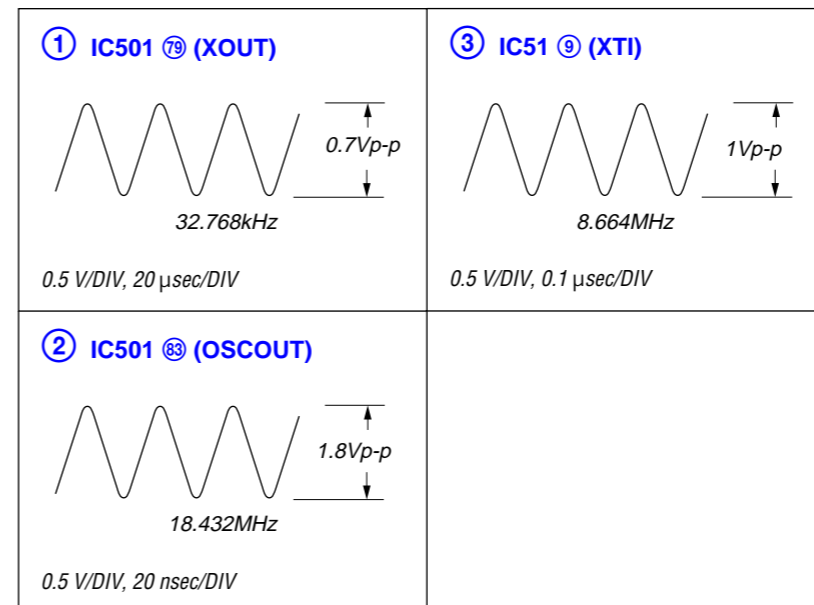 ① IC501 ㊴ (XOUT)
0.7Vp-p
32.768kHz
0.5 V/DIV, 20 µsec/DIV
③ IC51 ⑨ (XTI)
1Vp-p
8.664MHz
0.5 V/DIV, 0.1 µsec/DIV
② IC501 83 (OSCOUT)
1.8Vp-p
18.432MHz
0.5 V/DIV, 20 nsec/DIV